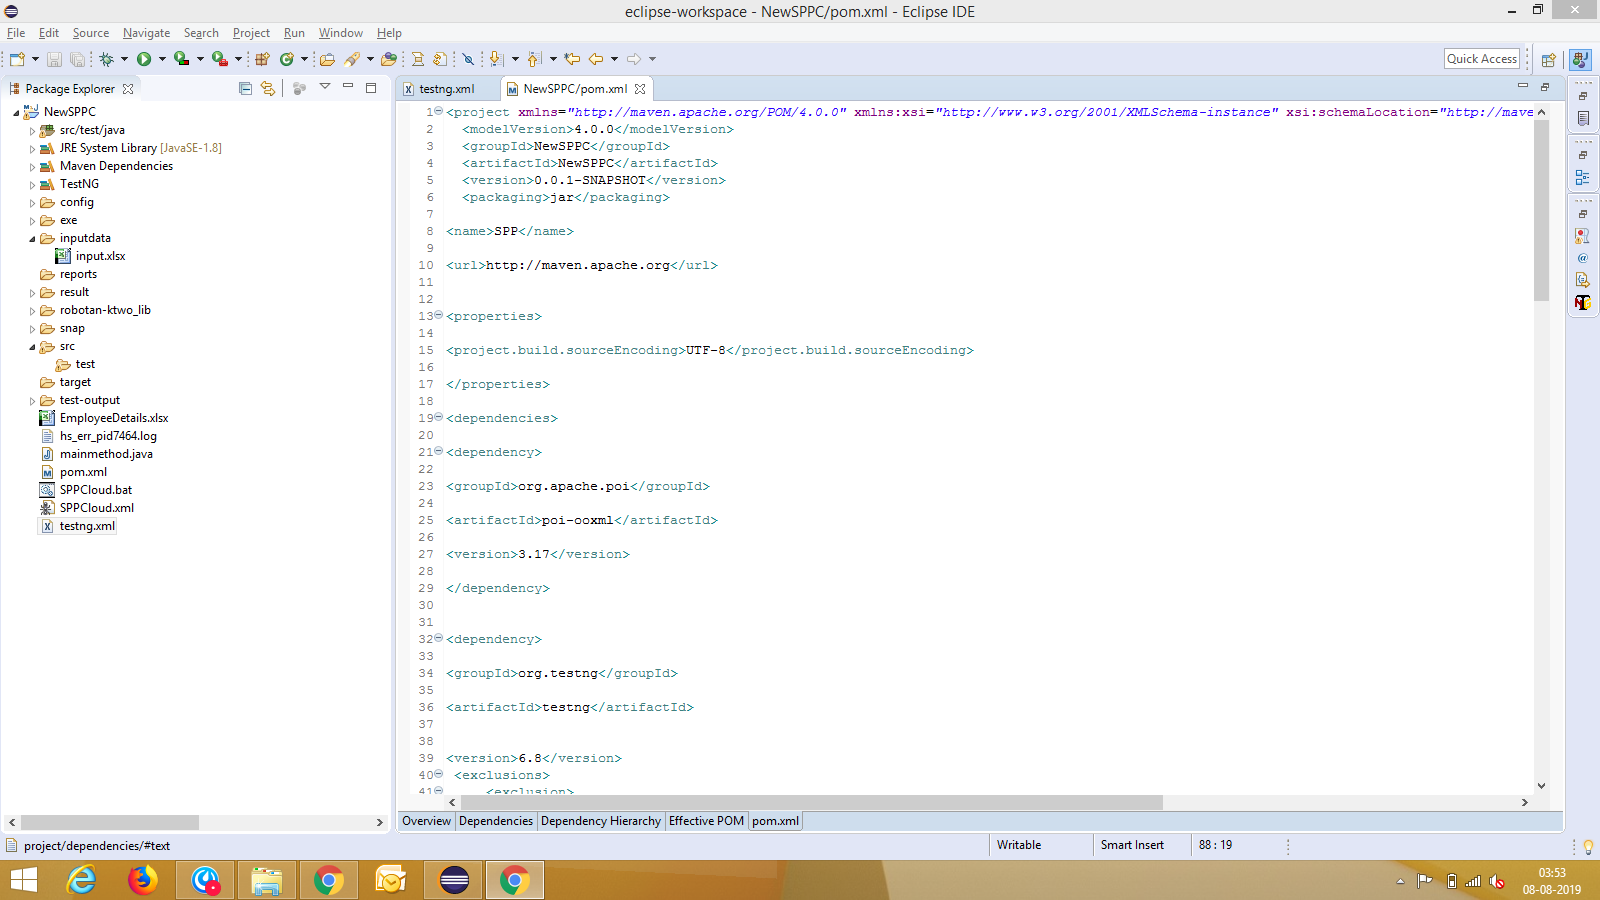 eclipse-workspace - NewSPPC/pom.xml - Eclipse IDE
File Edit Source Navigate Search Project Run Window Help
Quick Access
Package Explorer
NewSPPC
src/test/java
JRE System Library [JavaSE-1.8]
Maven Dependencies
TestNG
config
exe
inputdata
input.xlsx
reports
result
robotan-ktwo_lib
snap
src
test
target
test-output
EmployeeDetails.xlsx
hs_err_pid7464.log
mainmethod.java
pom.xml
SPPCloud.bat
SPPCloud.xml
testng.xml
testng.xml NewSPPC/pom.xml
1 <project xmlns="http://maven.apache.org/POM/4.0.0" xmlns:xsi="http://www.w3.org/2001/XMLSchema-instance" xsi:schemaLocation="http://mave
2 <modelVersion>4.0.0</modelVersion>
3 <groupId>NewSPPC</groupId>
4 <artifactId>NewSPPC</artifactId>
5 <version>0.0.1-SNAPSHOT</version>
6 <packaging>jar</packaging>
7
8 <name>SPP</name>
9
10 <url>http://maven.apache.org</url>
11
12
13 <properties>
14
15 <project.build.sourceEncoding>UTF-8</project.build.sourceEncoding>
16
17 </properties>
18
19 <dependencies>
20
21 <dependency>
22
23 <groupId>org.apache.poi</groupId>
24
25 <artifactId>poi-ooxml</artifactId>
26
27 <version>3.17</version>
28
29 </dependency>
30
31
32 <dependency>
33
34 <groupId>org.testng</groupId>
35
36 <artifactId>testng</artifactId>
37
38
39 <version>6.8</version>
40 <exclusions>
41 <exclusion>
Overview Dependencies Dependency Hierarchy Effective POM pom.xml
project/dependencies/#text Writable Smart Insert 88 : 19
03:53
08-08-2019